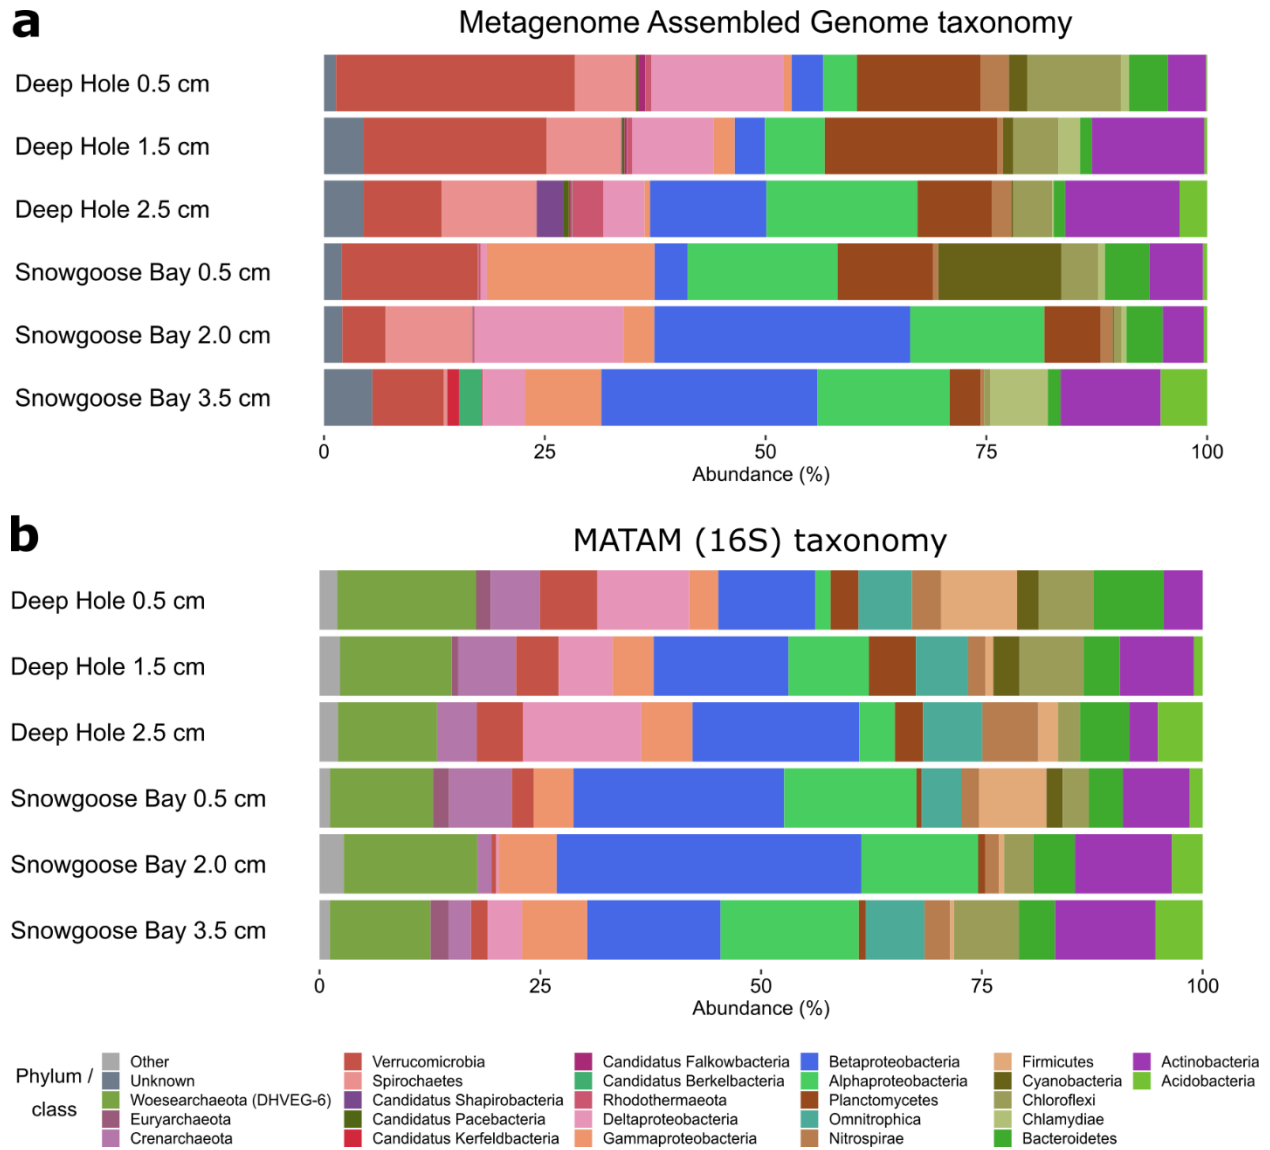 a
Metagenome Assembled Genome taxonomy
Deep Hole 0.5 cm
Deep Hole 1.5 cm
Deep Hole 2.5 cm
Snowgoose Bay 0.5 cm
Snowgoose Bay 2.0 cm
Snowgoose Bay 3.5 cm
0 25 50 75 100
Abundance (%)
b
MATAM (16S) taxonomy
Deep Hole 0.5 cm
Deep Hole 1.5 cm
Deep Hole 2.5 cm
Snowgoose Bay 0.5 cm
Snowgoose Bay 2.0 cm
Snowgoose Bay 3.5 cm
0 25 50 75 100
Abundance (%)
Phylum /
class
Other
Unknown
Woesearchaeota (DHVEG-6)
Euryarchaeota
Crenarchaeota
Verrucomicrobia
Spirochaetes
Candidatus Shapirobacteria
Candidatus Pacebacteria
Candidatus Kerfeldbacteria
Candidatus Falkowbacteria
Candidatus Berkelbacteria
Rhodothermaeota
Deltaproteobacteria
Gammaproteobacteria
Betaproteobacteria
Alphaproteobacteria
Planctomycetes
Omnitrophica
Nitrospirae
Firmicutes
Cyanobacteria
Chloroflexi
Chlamydiae
Bacteroidetes
Actinobacteria
Acidobacteria